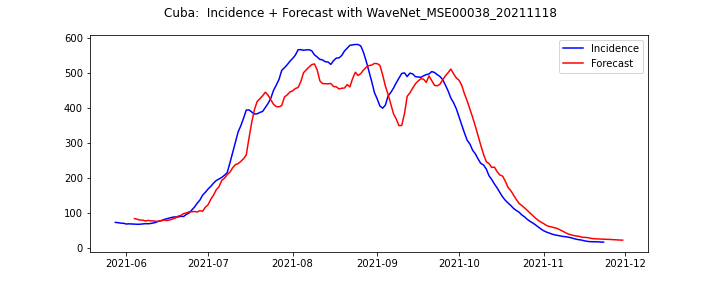 Cuba:  Incidence + Forecast with WaveNet_MSE00038_20211118
600
500
400
300
200
100
0
Incidence
Forecast
2021-06 2021-07 2021-08 2021-09 2021-10 2021-11 2021-12